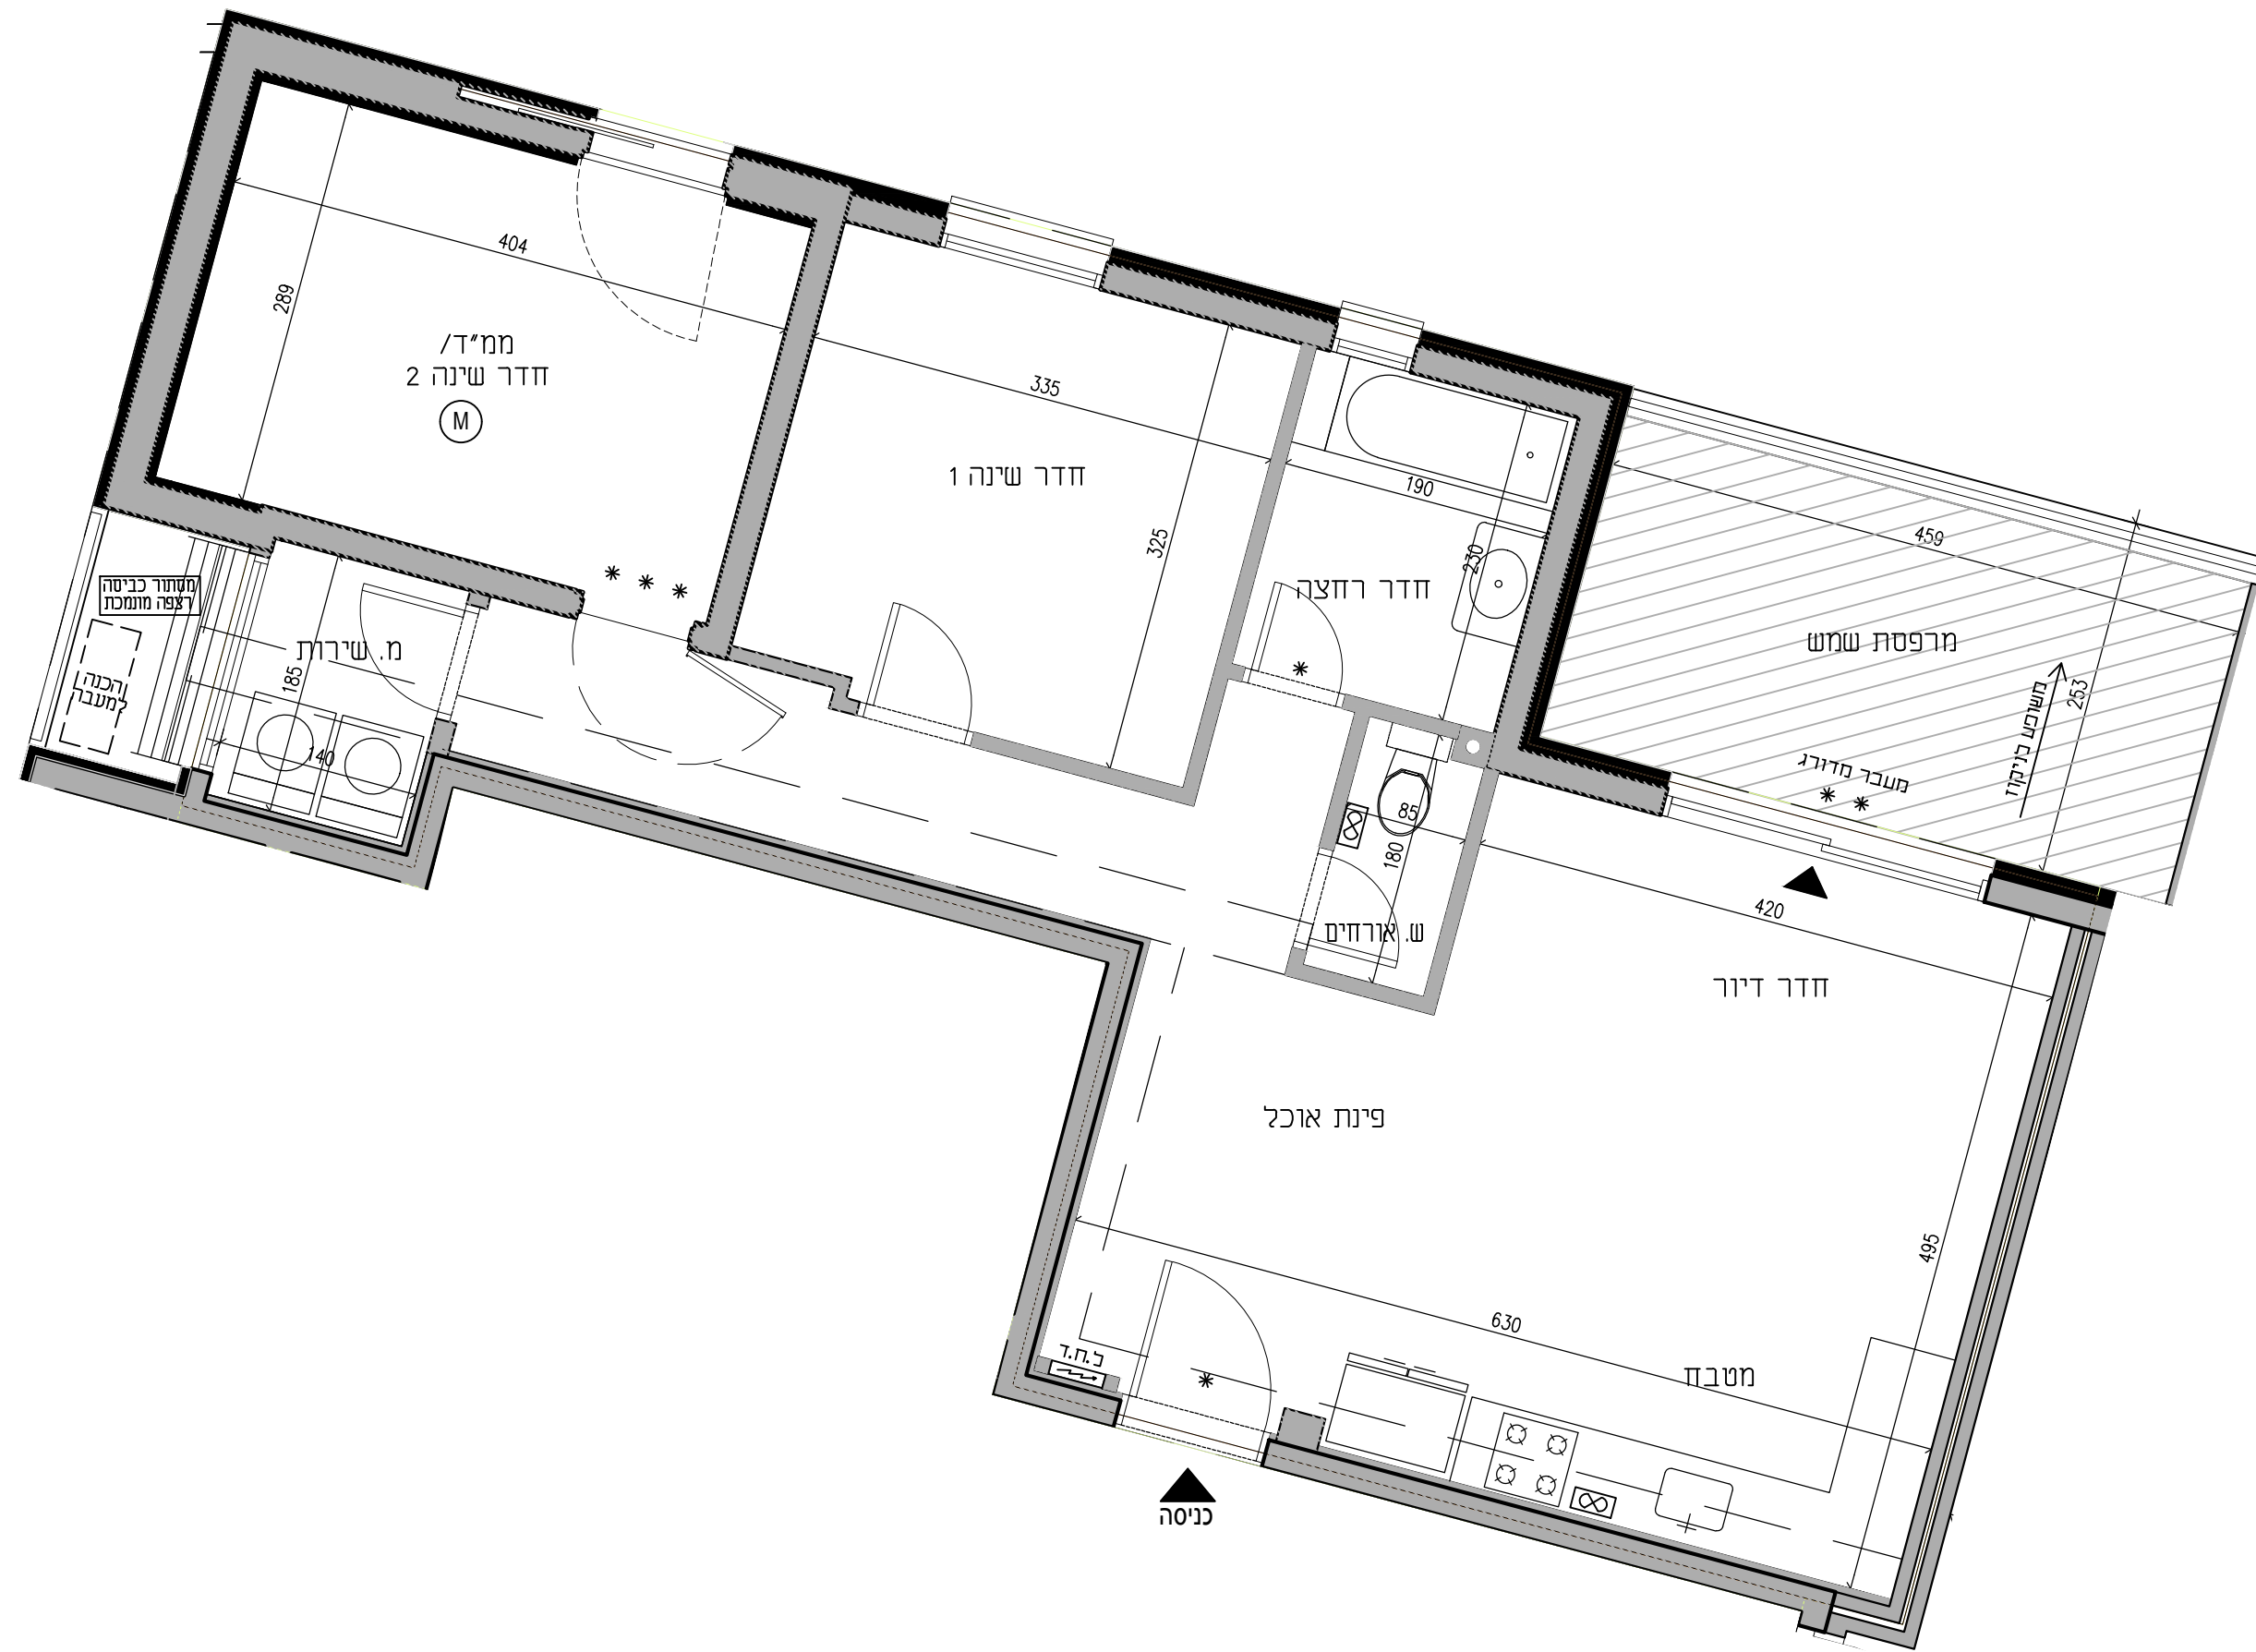 404
289
ממ״ד/
חדר שינה 2
M
335
חדר שינה 1
325
190
230
חדר רחצה
459
מרפסת שמש
253
משופע לניקוז
מעבר מדורג
* *
* * *
מסתור כביסה
רצפה מונמכת
הכנה
למעבר
מ. שירות
185
140
*
85
180
ש. אורחים
420
חדר דיור
פינת אוכל
495
630
מטבח
ל.ח.ד
*
כניסה